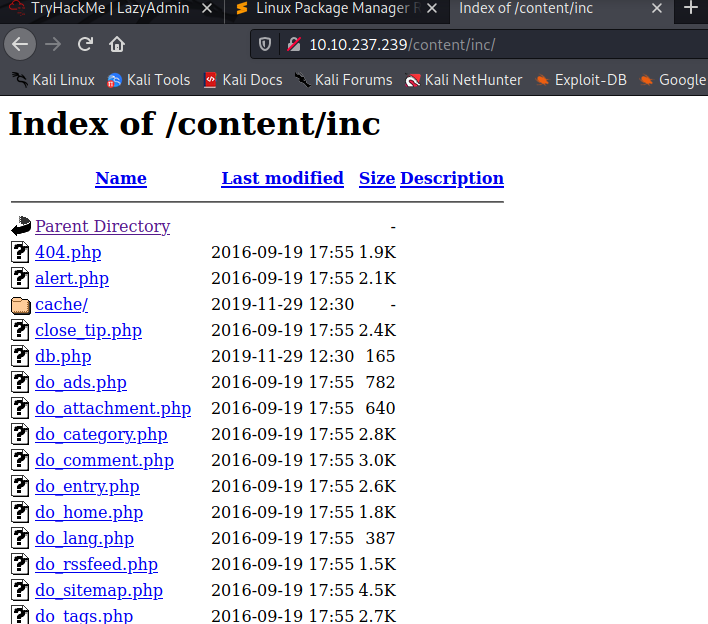 TryHackMe | LazyAdmin Linux Package Manager Index of /content/inc
10.10.237.239/content/inc/
Kali Linux Kali Tools Kali Docs Kali Forums Kali NetHunter Exploit-DB Google
Index of /content/inc
Name Last modified Size Description
Parent Directory -
404.php 2016-09-19 17:55 1.9K
alert.php 2016-09-19 17:55 2.1K
cache/ 2019-11-29 12:30 -
close_tip.php 2016-09-19 17:55 2.4K
db.php 2019-11-29 12:30 165
do_ads.php 2016-09-19 17:55 782
do_attachment.php 2016-09-19 17:55 640
do_category.php 2016-09-19 17:55 2.8K
do_comment.php 2016-09-19 17:55 3.0K
do_entry.php 2016-09-19 17:55 2.6K
do_home.php 2016-09-19 17:55 1.8K
do_lang.php 2016-09-19 17:55 387
do_rssfeed.php 2016-09-19 17:55 1.5K
do_sitemap.php 2016-09-19 17:55 4.5K
do_tags.php 2016-09-19 17:55 2.7K